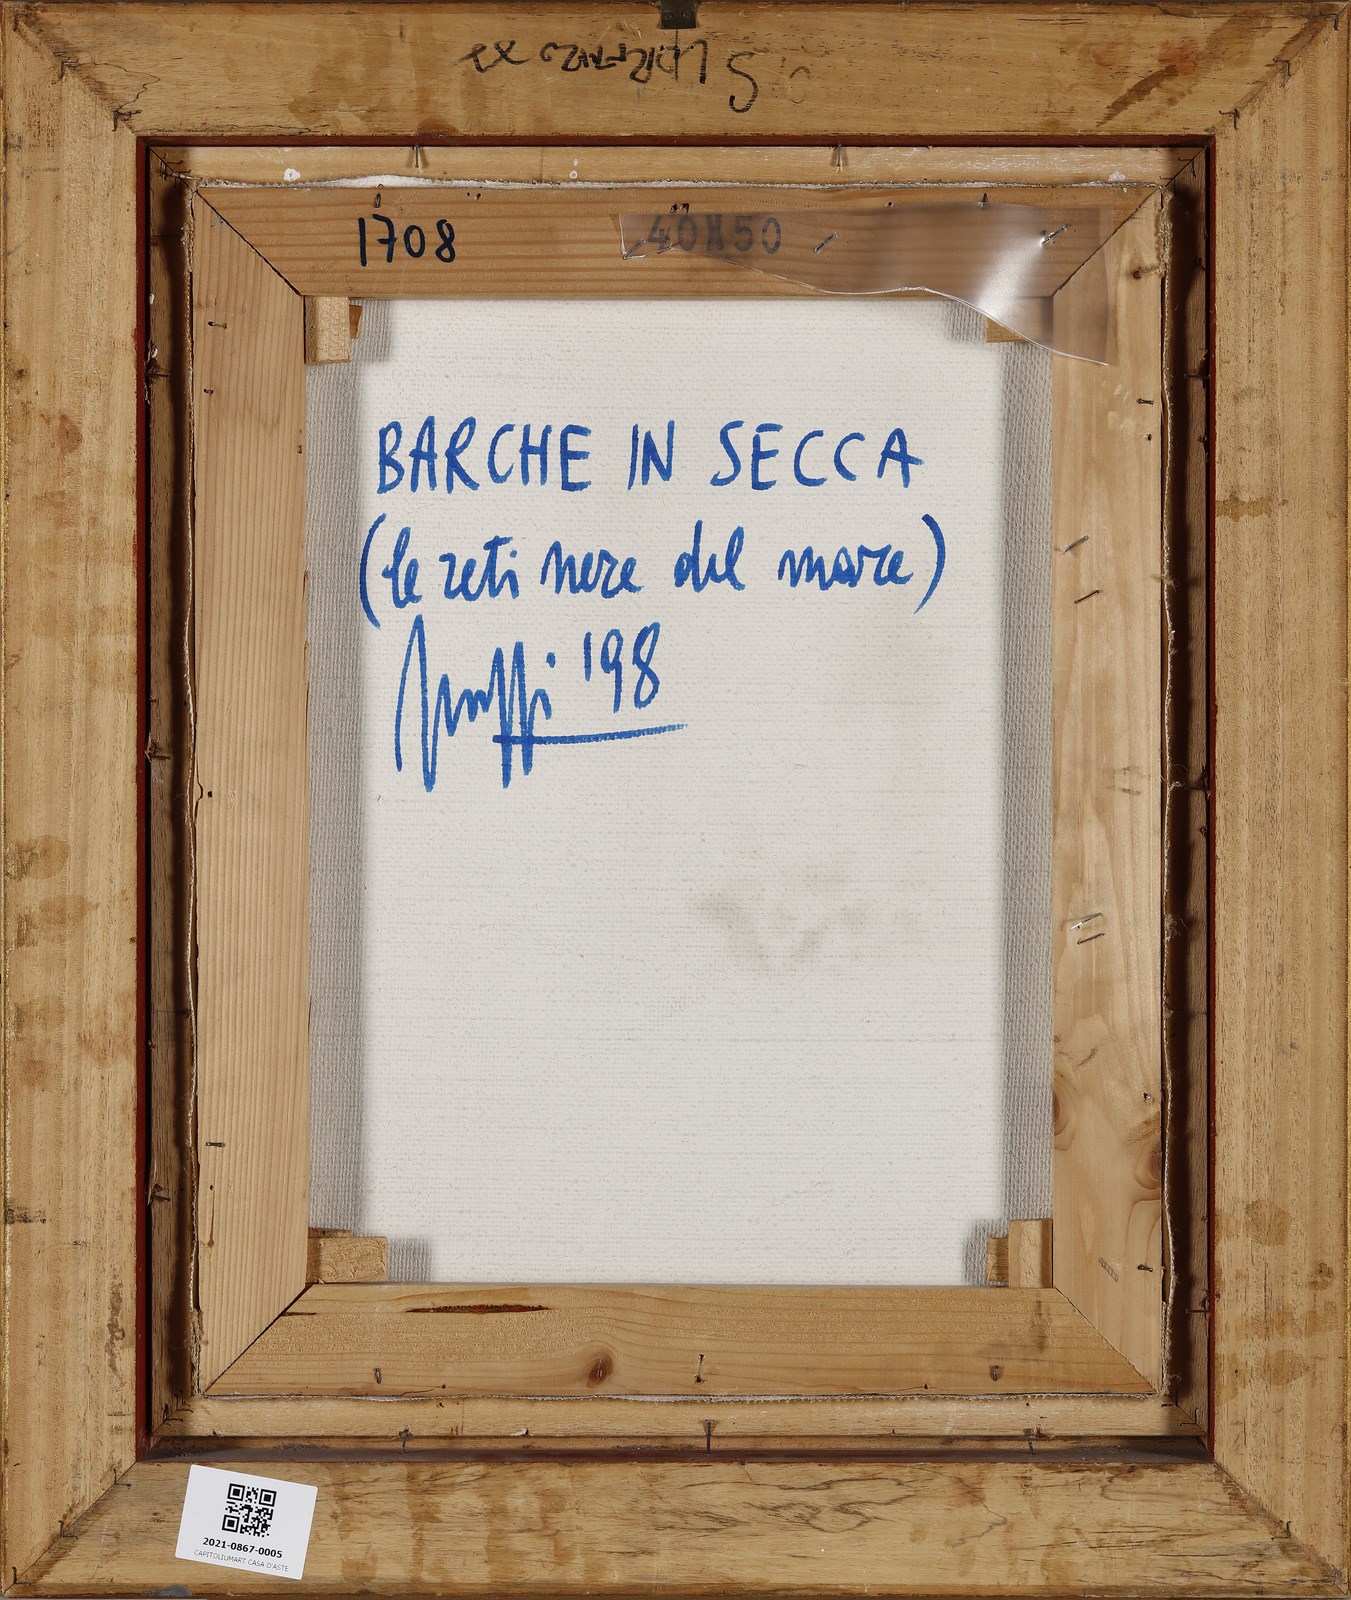 1708
40X50
BARCHE IN SECCA
(le reti nere del mare)
'98
2021-0867-0005
CAPITOLIUMART CASA D'ASTE